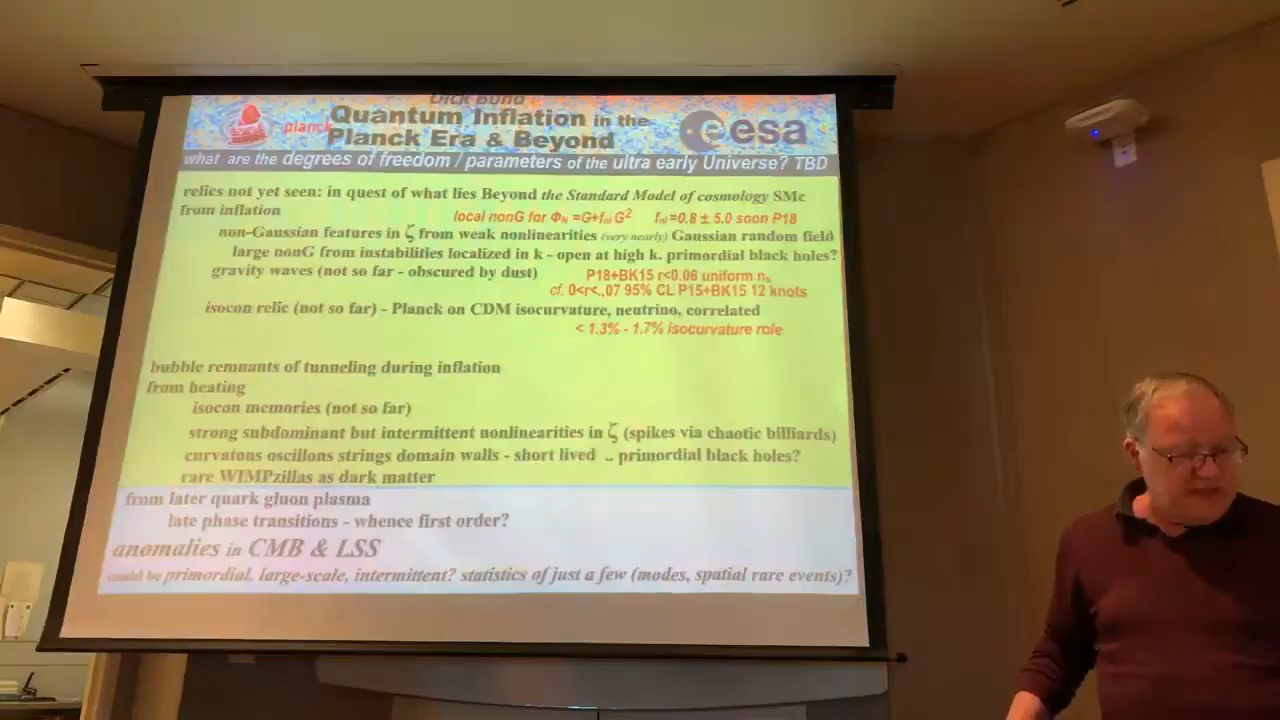 Dick Bond
Quantum Inflation in the
planck Planck Era & Beyond
esa
what are the degrees of freedom / parameters of the ultra early Universe? TBD
relics not yet seen: in quest of what lies Beyond the Standard Model of cosmology SMc
from inflation
local nonG for ΦN =G+fnl G² fnl=0.8 ± 5.0 soon P18
non-Gaussian features in ζ from weak nonlinearities (very nearly) Gaussian random field
large nonG from instabilities localized in k - open at high k. primordial black holes?
gravity waves (not so far - obscured by dust) P18+BK15 r<0.06 uniform ns
cf. 0<r<.,07 95% CL P15+BK15 12 knots
isocon relic (not so far) - Planck on CDM isocurvature, neutrino, correlated
< 1.3% - 1.7% isocurvature role
bubble remnants of tunneling during inflation
from heating
isocon memories (not so far)
strong subdominant but intermittent nonlinearities in ζ (spikes via chaotic billiards)
curvatons oscillons strings domain walls - short lived .. primordial black holes?
rare WIMPzillas as dark matter
from later quark gluon plasma
late phase transitions - whence first order?
anomalies in CMB & LSS
could be primordial. large-scale, intermittent? statistics of just a few (modes, spatial rare events)?